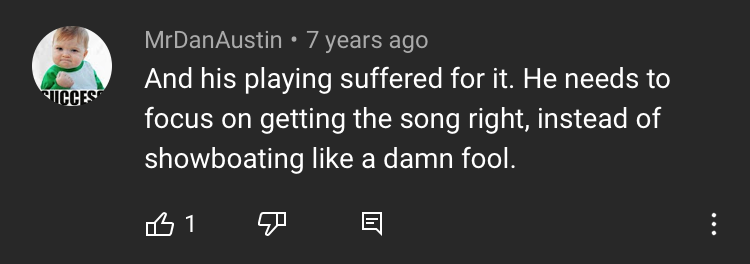 MrDanAustin • 7 years ago
SUCCESS
And his playing suffered for it. He needs to
focus on getting the song right, instead of
showboating like a damn fool.
1